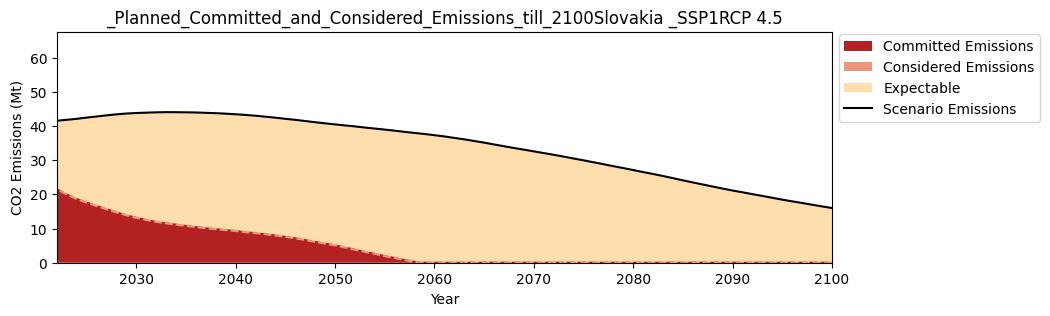 _Planned_Committed_and_Considered_Emissions_till_2100Slovakia _SSP1RCP 4.5
60
50
40
30
20
10
0
CO2 Emissions (Mt)
2030 2040 2050 2060 2070 2080 2090 2100
Year
Committed Emissions
Considered Emissions
Expectable
Scenario Emissions